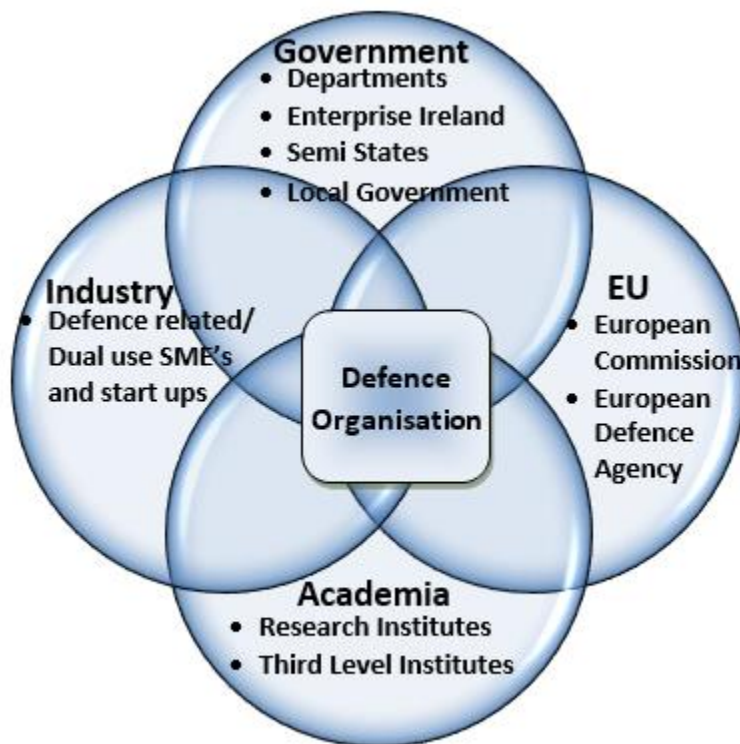 Government
• Departments
• Enterprise Ireland
• Semi States
• Local Government
Industry
• Defence related/
Dual use SME's
and start ups
Defence
Organisation
EU
• European
Commission
• European
Defence
Agency
Academia
• Research Institutes
• Third Level Institutes